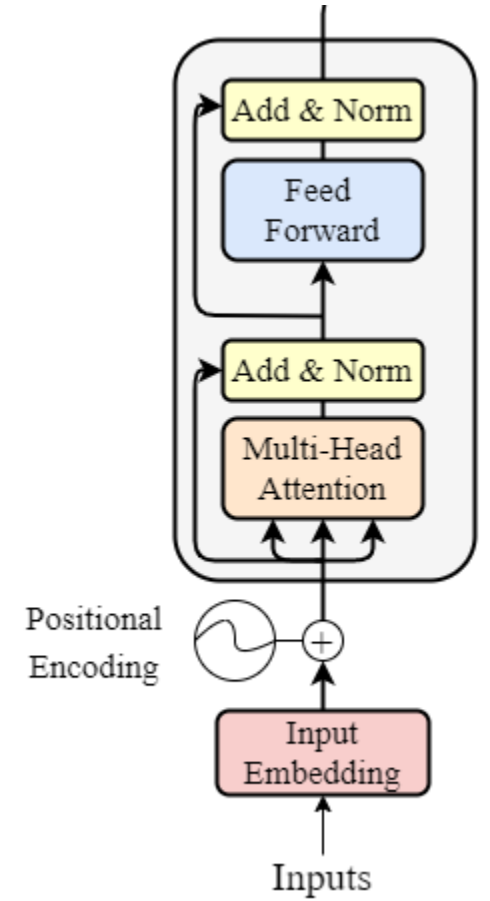 Add & Norm
Feed
Forward
Add & Norm
Multi-Head
Attention
Positional
Encoding
+
Input
Embedding
Inputs